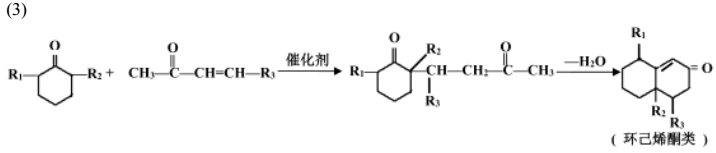 (3)
O
R₁ R₂ + CH₃—C—CH=CH—R₃ 催化剂 R₁ R₂ CH—CH₂—C—CH₃ —H₂O R₁ =O
O
O
O
R₃
R₂
R₃
( 环己烯酮类 )